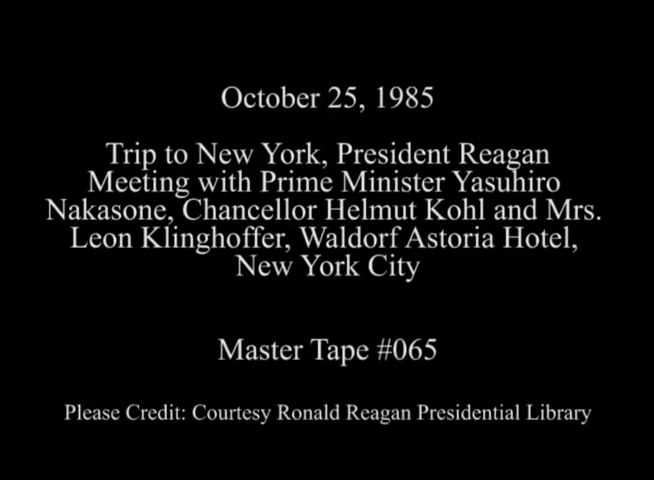 October 25, 1985
Trip to New York, President Reagan
Meeting with Prime Minister Yasuhiro
Nakasone, Chancellor Helmut Kohl and Mrs.
Leon Klinghoffer, Waldorf Astoria Hotel,
New York City
Master Tape #065
Please Credit: Courtesy Ronald Reagan Presidential Library